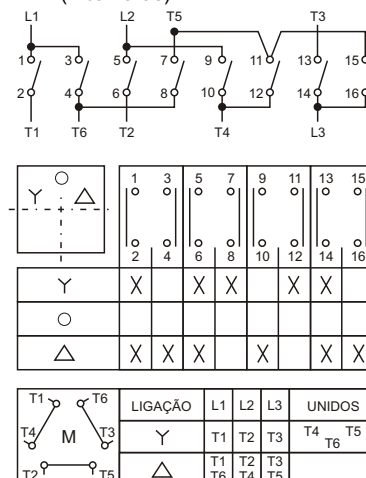 L1 L2 T5 T3
1 3 5 7 9 11 13 15
2 4 6 8 10 12 14 16
T1 T6 T2 T4 L3
1 3 5 7 9 11 13 15
2 4 6 8 10 12 14 16
X X X X X
X X X X X X
T1 T6 LIGAÇÃO L1 L2 L3 UNIDOS
T4 M T3 T1 T2 T3 T4 T5
T6
T2 T5 T1 T2 T3
T6 T4 T5